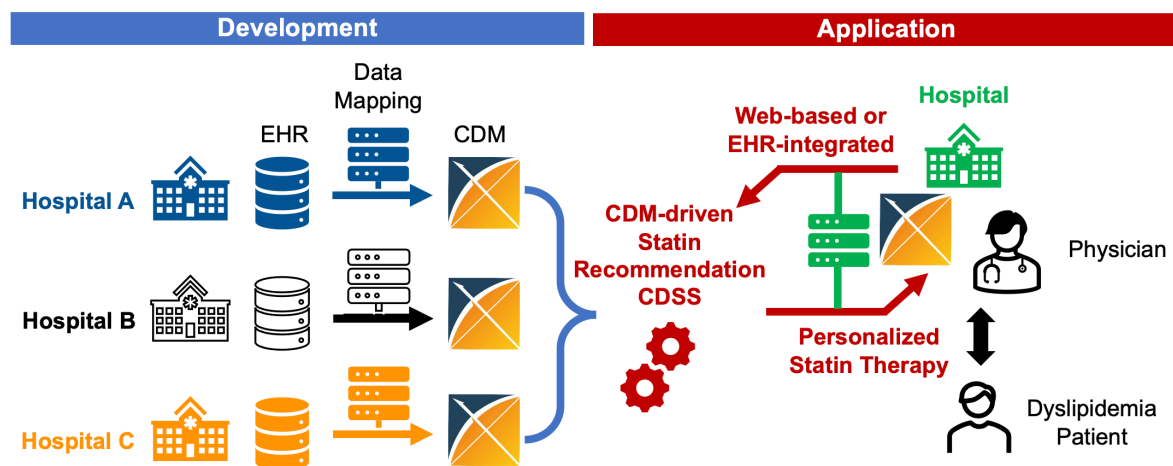 Development
Application
Data
Mapping
EHR
CDM
Hospital A
Hospital B
Hospital C
Web-based or
EHR-integrated
Hospital
CDM-driven
Statin
Recommendation
CDSS
Personalized
Statin Therapy
Physician
Dyslipidemia
Patient